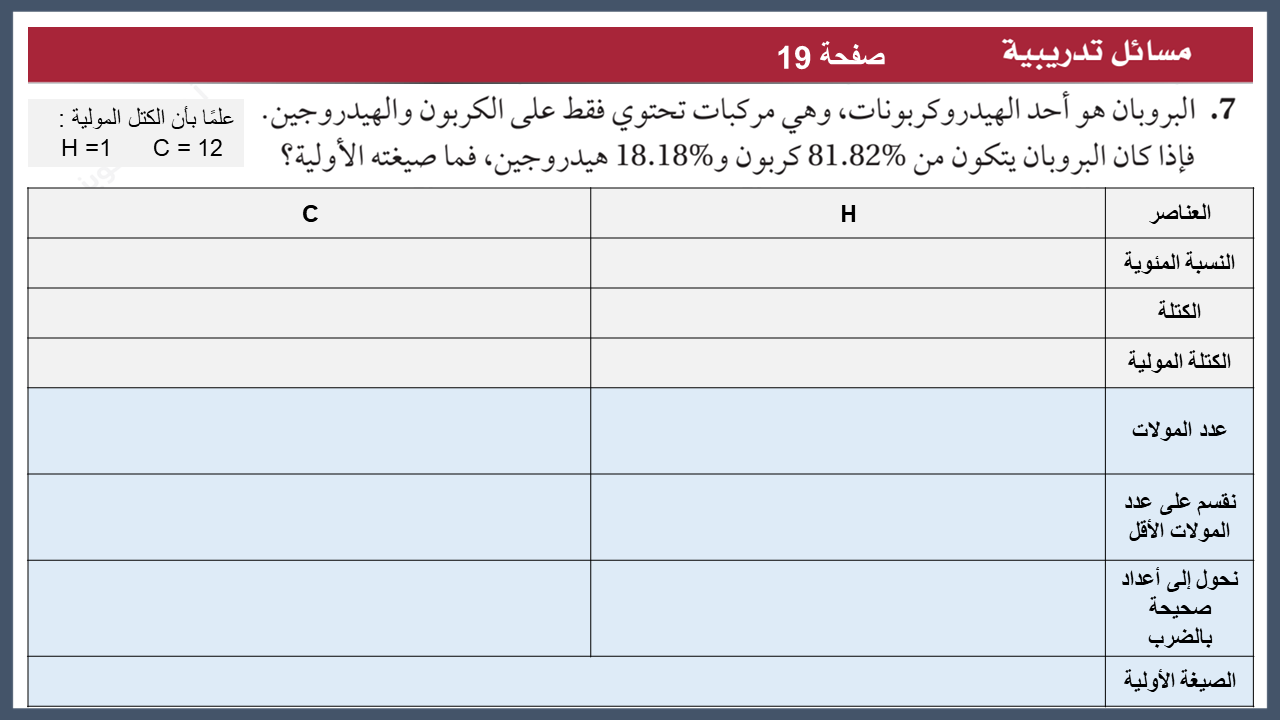 مسائل تدريبية صفحة 19
7. البروبان هو أحد الهيدروكربونات، وهي مركبات تحتوي فقط على الكربون والهيدروجين.
فإذا كان البروبان يتكون من 81.82% كربون و18.18% هيدروجين، فما صيغته الأولية؟
علمًا بأن الكتل المولية :
H =1 C = 12
العناصر H C
النسبة المئوية
الكتلة
الكتلة المولية
عدد المولات
نقسم على عدد
المولات الأقل
نحول إلى أعداد
صحيحة
بالضرب
الصيغة الأولية